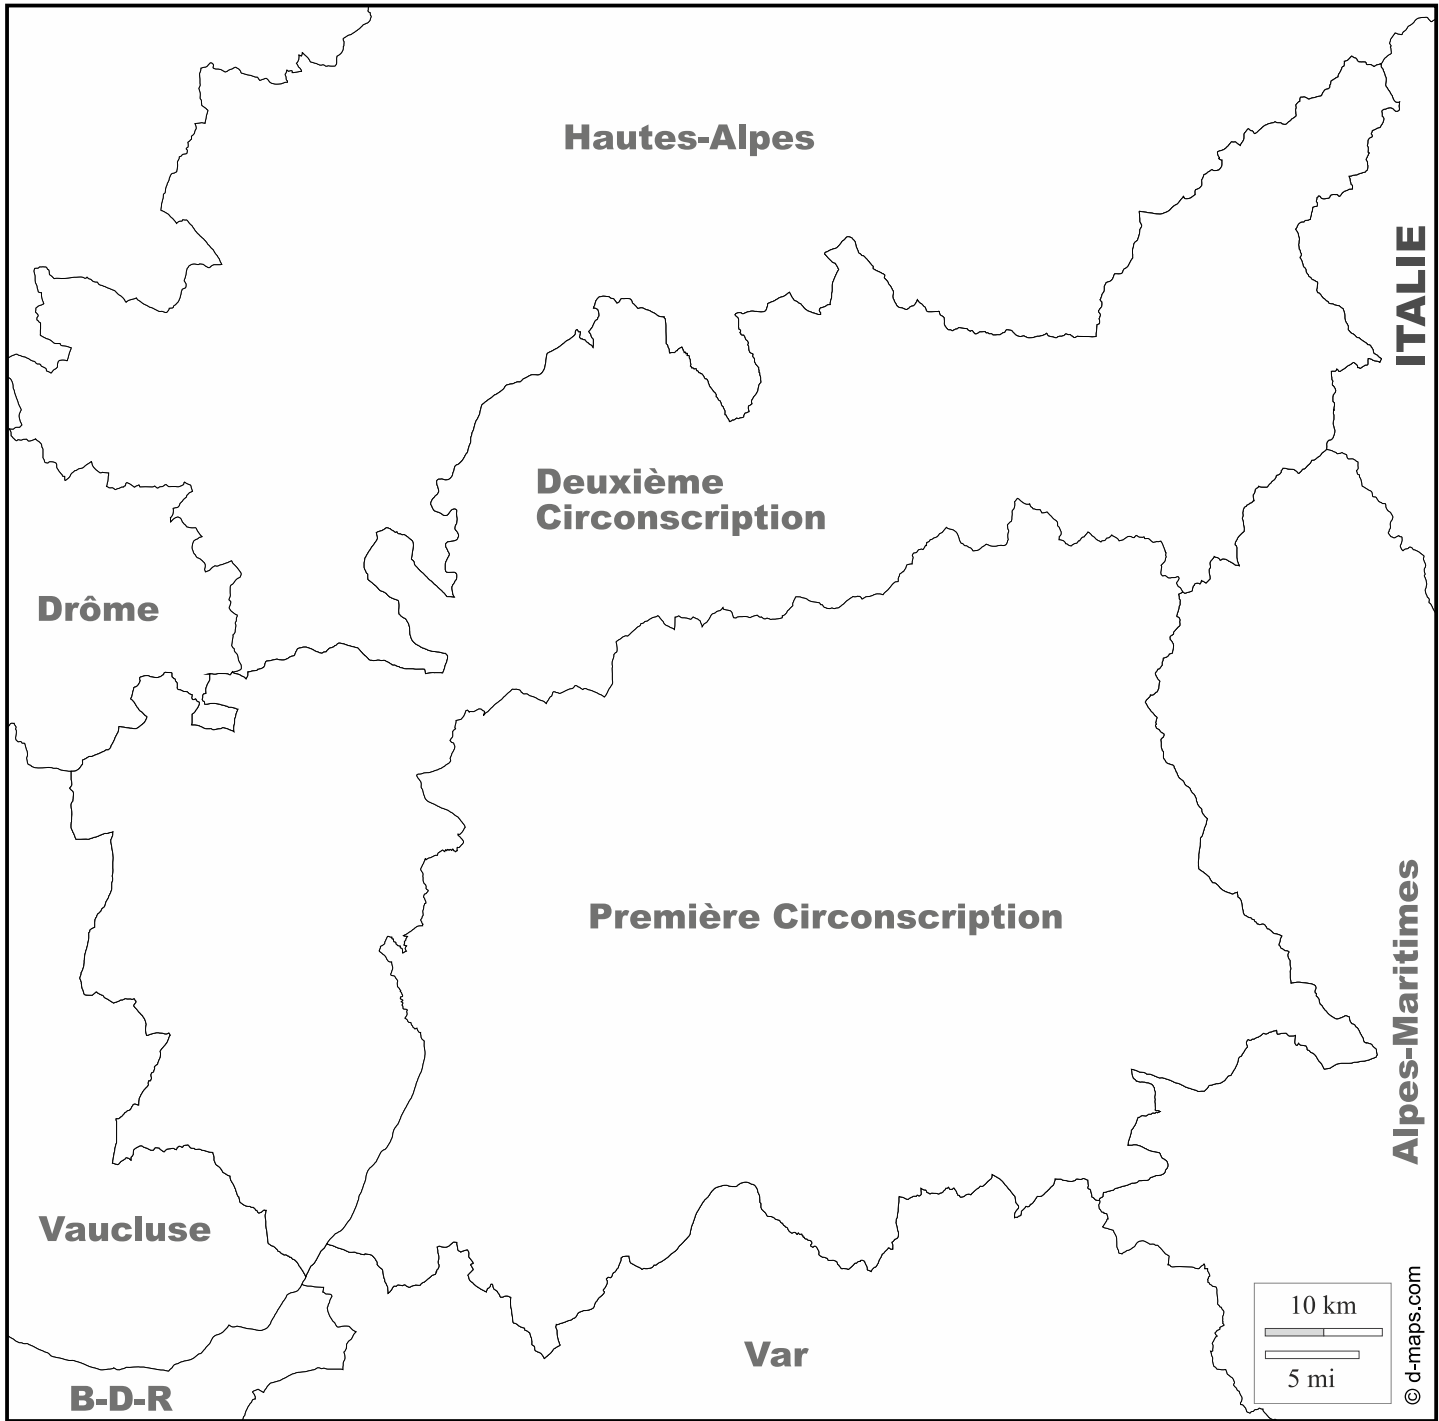 Hautes-Alpes
ITALIE
Deuxième
Circonscription
Drôme
Première Circonscription
Alpes-Maritimes
Vaucluse
Var
B-D-R
10 km
5 mi
© d-maps.com